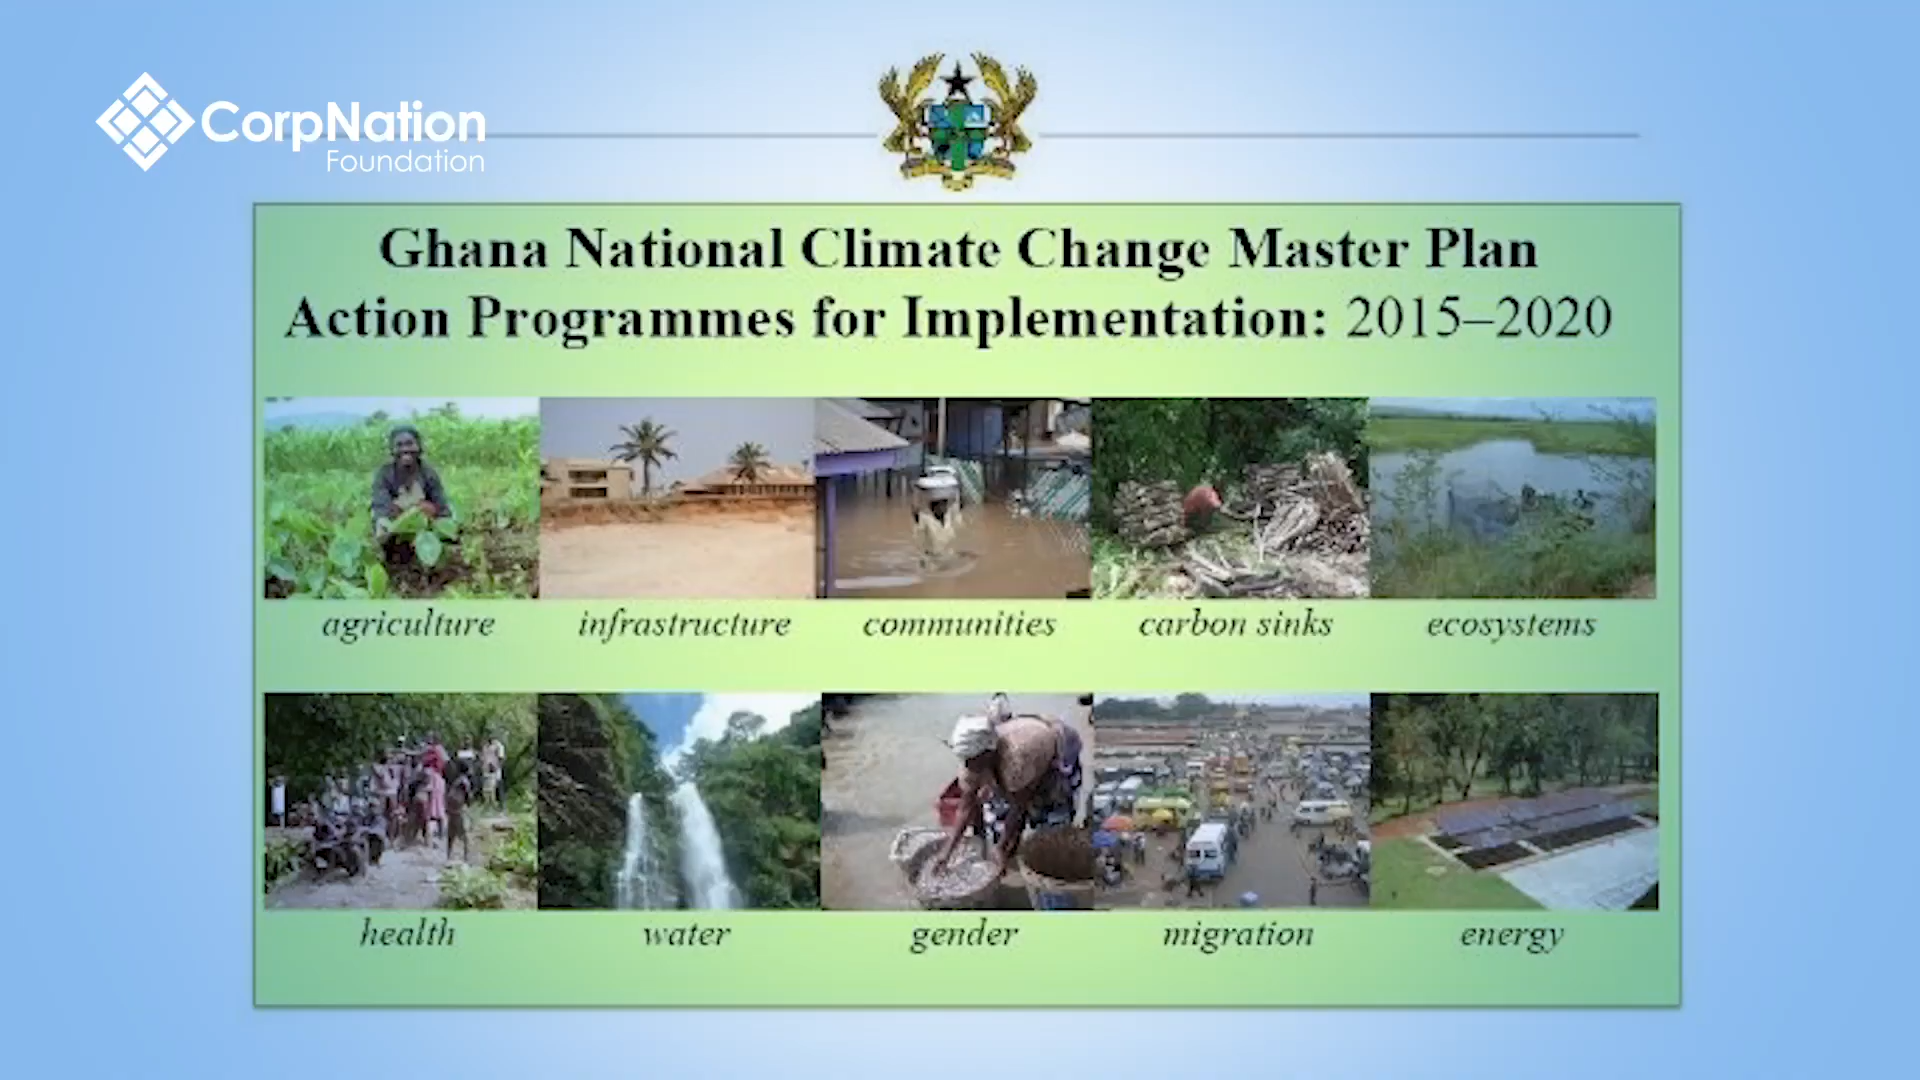 CorpNation
Foundation
Ghana National Climate Change Master Plan
Action Programmes for Implementation: 2015–2020
agriculture
infrastructure
communities
carbon sinks
ecosystems
health
water
gender
migration
energy